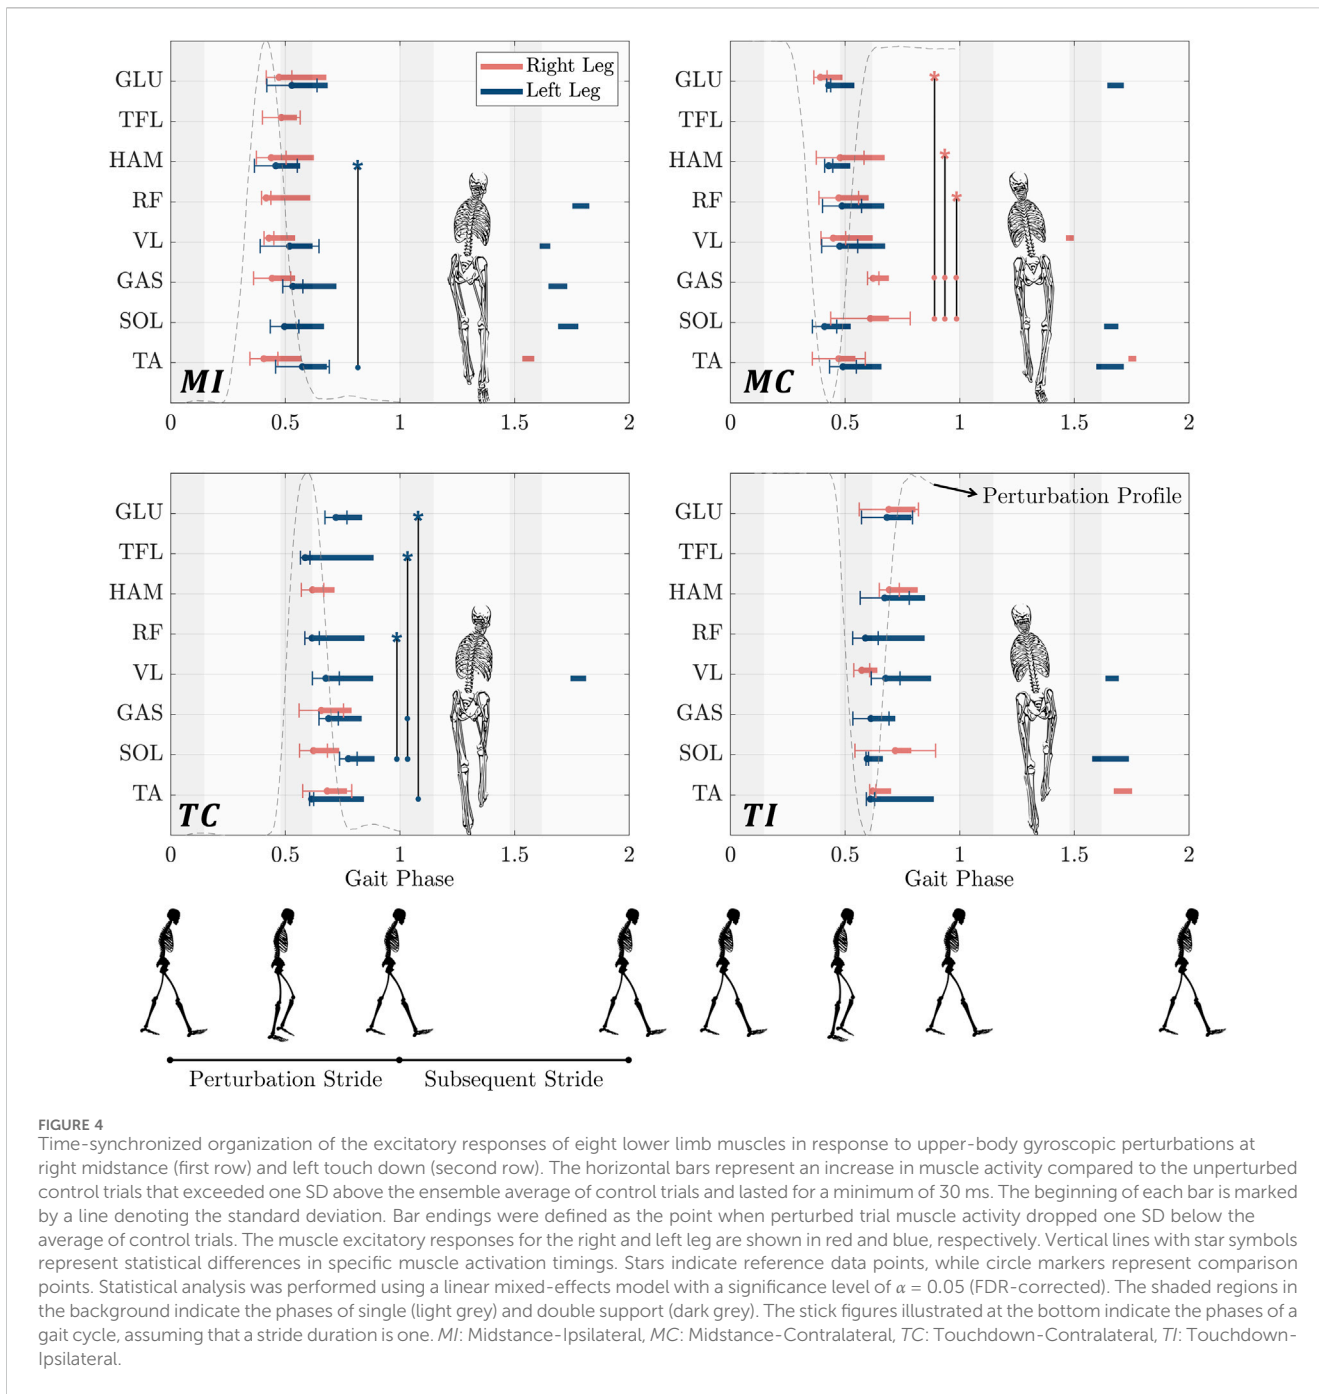 GLU
TFL
HAM
RF
VL
GAS
SOL
TA
MI
Right Leg
Left Leg
0 0.5 1 1.5 2
GLU
TFL
HAM
RF
VL
GAS
SOL
TA
MC
0 0.5 1 1.5 2
GLU
TFL
HAM
RF
VL
GAS
SOL
TA
TC
0 0.5 1 1.5 2
Gait Phase
GLU
TFL
HAM
RF
VL
GAS
SOL
TA
TI
Perturbation Profile
0 0.5 1 1.5 2
Gait Phase
Perturbation Stride Subsequent Stride
FIGURE 4
Time-synchronized organization of the excitatory responses of eight lower limb muscles in response to upper-body gyroscopic perturbations at
right midstance (first row) and left touch down (second row). The horizontal bars represent an increase in muscle activity compared to the unperturbed
control trials that exceeded one SD above the ensemble average of control trials and lasted for a minimum of 30 ms. The beginning of each bar is marked
by a line denoting the standard deviation. Bar endings were defined as the point when perturbed trial muscle activity dropped one SD below the
average of control trials. The muscle excitatory responses for the right and left leg are shown in red and blue, respectively. Vertical lines with star symbols
represent statistical differences in specific muscle activation timings. Stars indicate reference data points, while circle markers represent comparison
points. Statistical analysis was performed using a linear mixed-effects model with a significance level of α = 0.05 (FDR-corrected). The shaded regions in
the background indicate the phases of single (light grey) and double support (dark grey). The stick figures illustrated at the bottom indicate the phases of a
gait cycle, assuming that a stride duration is one. MI: Midstance-Ipsilateral, MC: Midstance-Contralateral, TC: Touchdown-Contralateral, TI: Touchdown-
Ipsilateral.